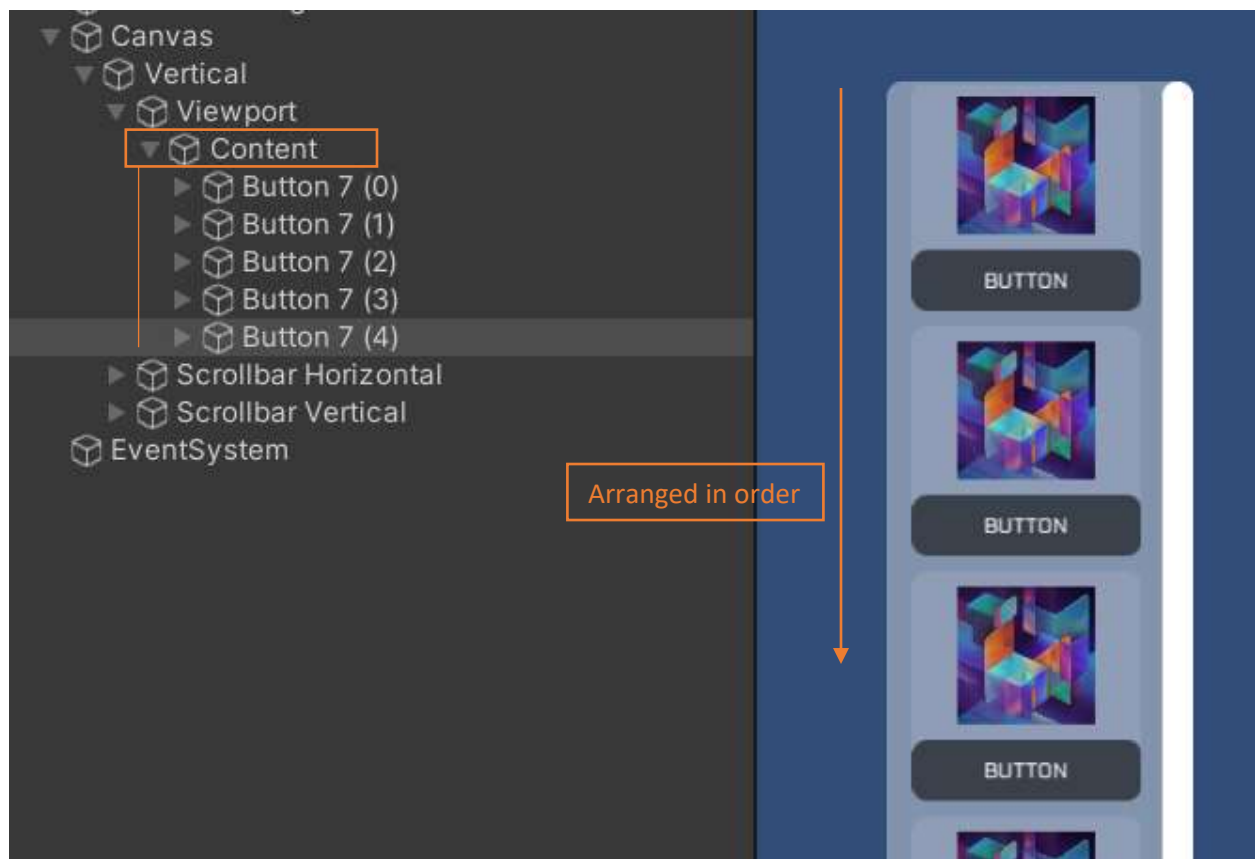 Canvas
Vertical
Viewport
Content
Button 7 (0)
Button 7 (1)
Button 7 (2)
Button 7 (3)
Button 7 (4)
Scrollbar Horizontal
Scrollbar Vertical
EventSystem
Arranged in order
BUTTON
BUTTON
BUTTON